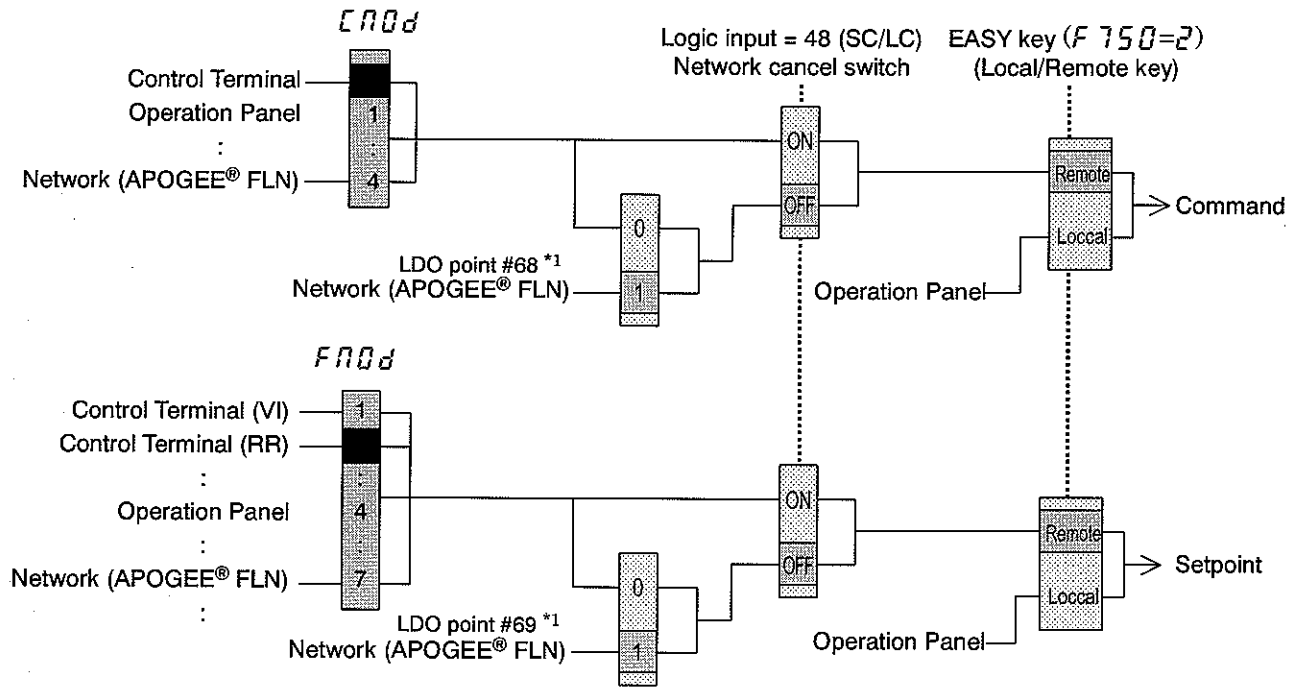 CMOd
Logic input = 48 (SC/LC)
Network cancel switch
EASY key (F 750=2)
(Local/Remote key)
Control Terminal
Operation Panel
1
:
:
Network (APOGEE® FLN)
4
ON
OFF
Remote
Loccal
Command
0
LDO point #68 *1
Network (APOGEE® FLN)
1
Operation Panel
FMOd
Control Terminal (VI)
1
Control Terminal (RR)
:
:
Operation Panel
4
:
:
Network (APOGEE® FLN)
7
:
ON
OFF
Remote
Loccal
Setpoint
0
LDO point #69 *1
Network (APOGEE® FLN)
1
Operation Panel